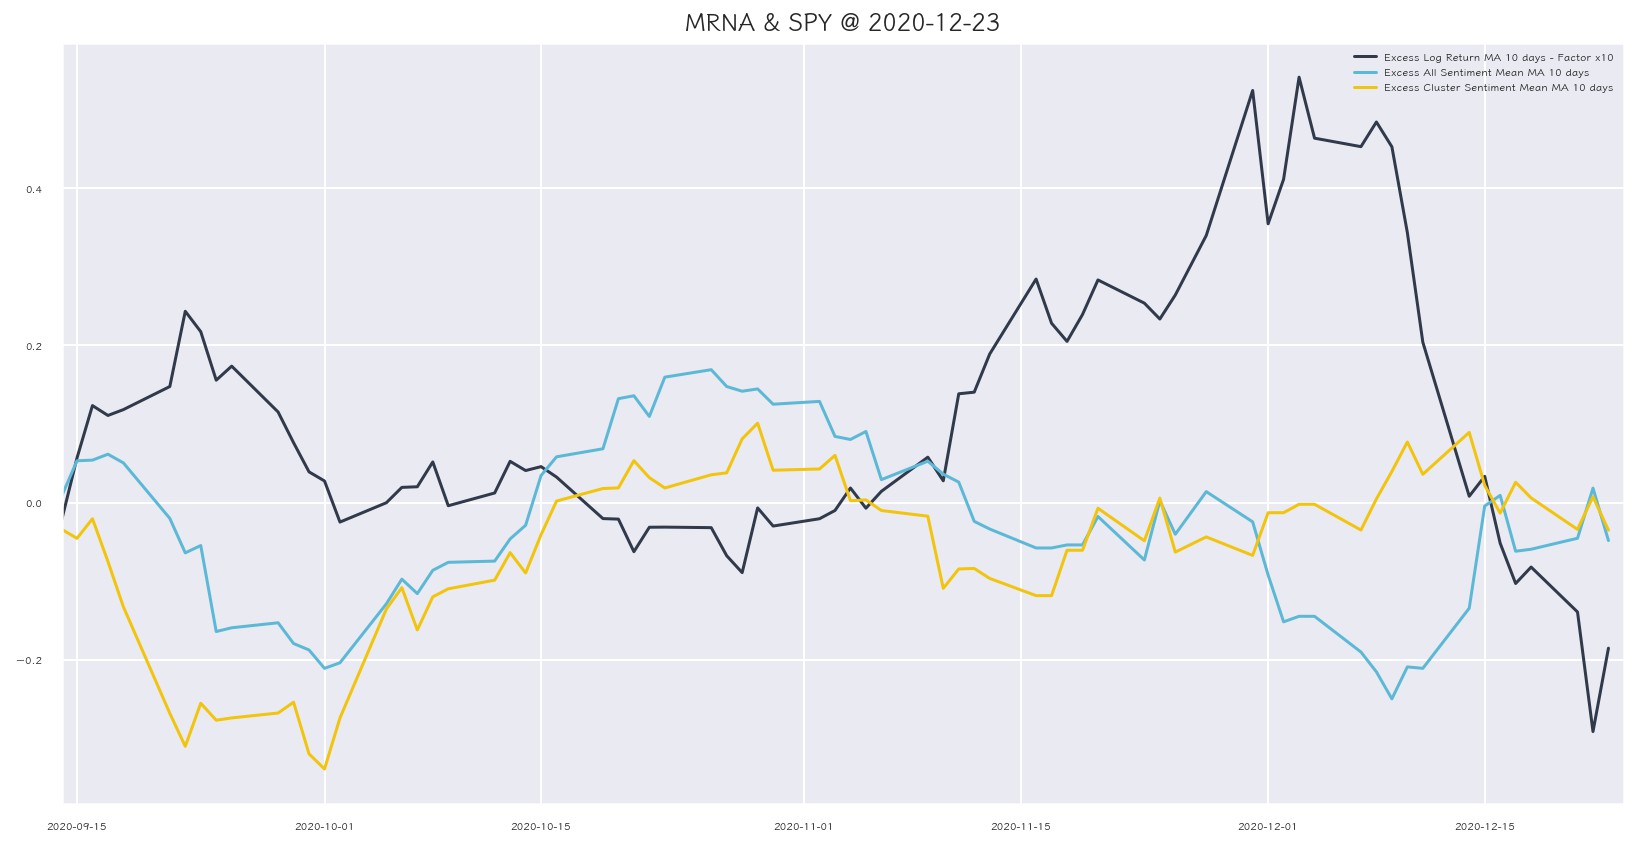 MRNA & SPY @ 2020-12-23
Excess Log Return MA 10 days - Factor x10
Excess All Sentiment Mean MA 10 days
Excess Cluster Sentiment Mean MA 10 days
0.4
0.2
0.0
−0.2
2020-09-15 2020-10-01 2020-10-15 2020-11-01 2020-11-15 2020-12-01 2020-12-15